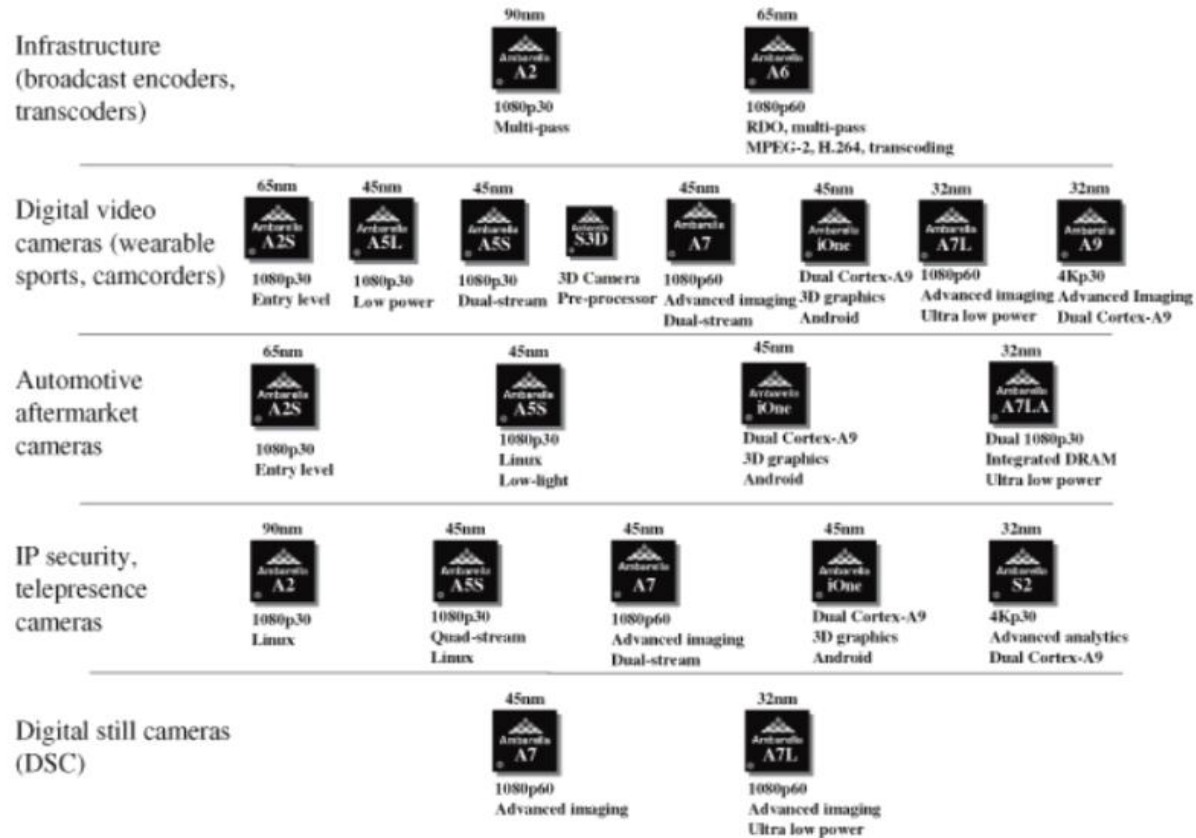 Infrastructure
(broadcast encoders,
transcoders)
90nm
Ambarella
A2
1080p30
Multi-pass
65nm
Ambarella
A6
1080p60
RDO, multi-pass
MPEG-2, H.264, transcoding
Digital video
cameras (wearable
sports, camcorders)
65nm
Ambarella
A2S
1080p30
Entry level
45nm
Ambarella
A5L
1080p30
Low power
45nm
Ambarella
A5S
1080p30
Dual-stream
Ambarella
S3D
3D Camera
Pre-processor
45nm
Ambarella
A7
1080p60
Advanced imaging
Dual-stream
45nm
Ambarella
iOne
Dual Cortex-A9
3D graphics
Android
32nm
Ambarella
A7L
1080p60
Advanced imaging
Ultra low power
32nm
Ambarella
A9
4Kp30
Advanced Imaging
Dual Cortex-A9
Automotive
aftermarket
cameras
65nm
Ambarella
A2S
1080p30
Entry level
45nm
Ambarella
A5S
1080p30
Linux
Low-light
45nm
Ambarella
iOne
Dual Cortex-A9
3D graphics
Android
32nm
Ambarella
A7LA
Dual 1080p30
Integrated DRAM
Ultra low power
IP security,
telepresence
cameras
90nm
Ambarella
A2
1080p30
Linux
45nm
Ambarella
A5S
1080p30
Quad-stream
Linux
45nm
Ambarella
A7
1080p60
Advanced imaging
Dual-stream
45nm
Ambarella
iOne
Dual Cortex-A9
3D graphics
Android
32nm
Ambarella
S2
4Kp30
Advanced analytics
Dual Cortex-A9
Digital still cameras
(DSC)
45nm
Ambarella
A7
1080p60
Advanced imaging
32nm
Ambarella
A7L
1080p60
Advanced imaging
Ultra low power